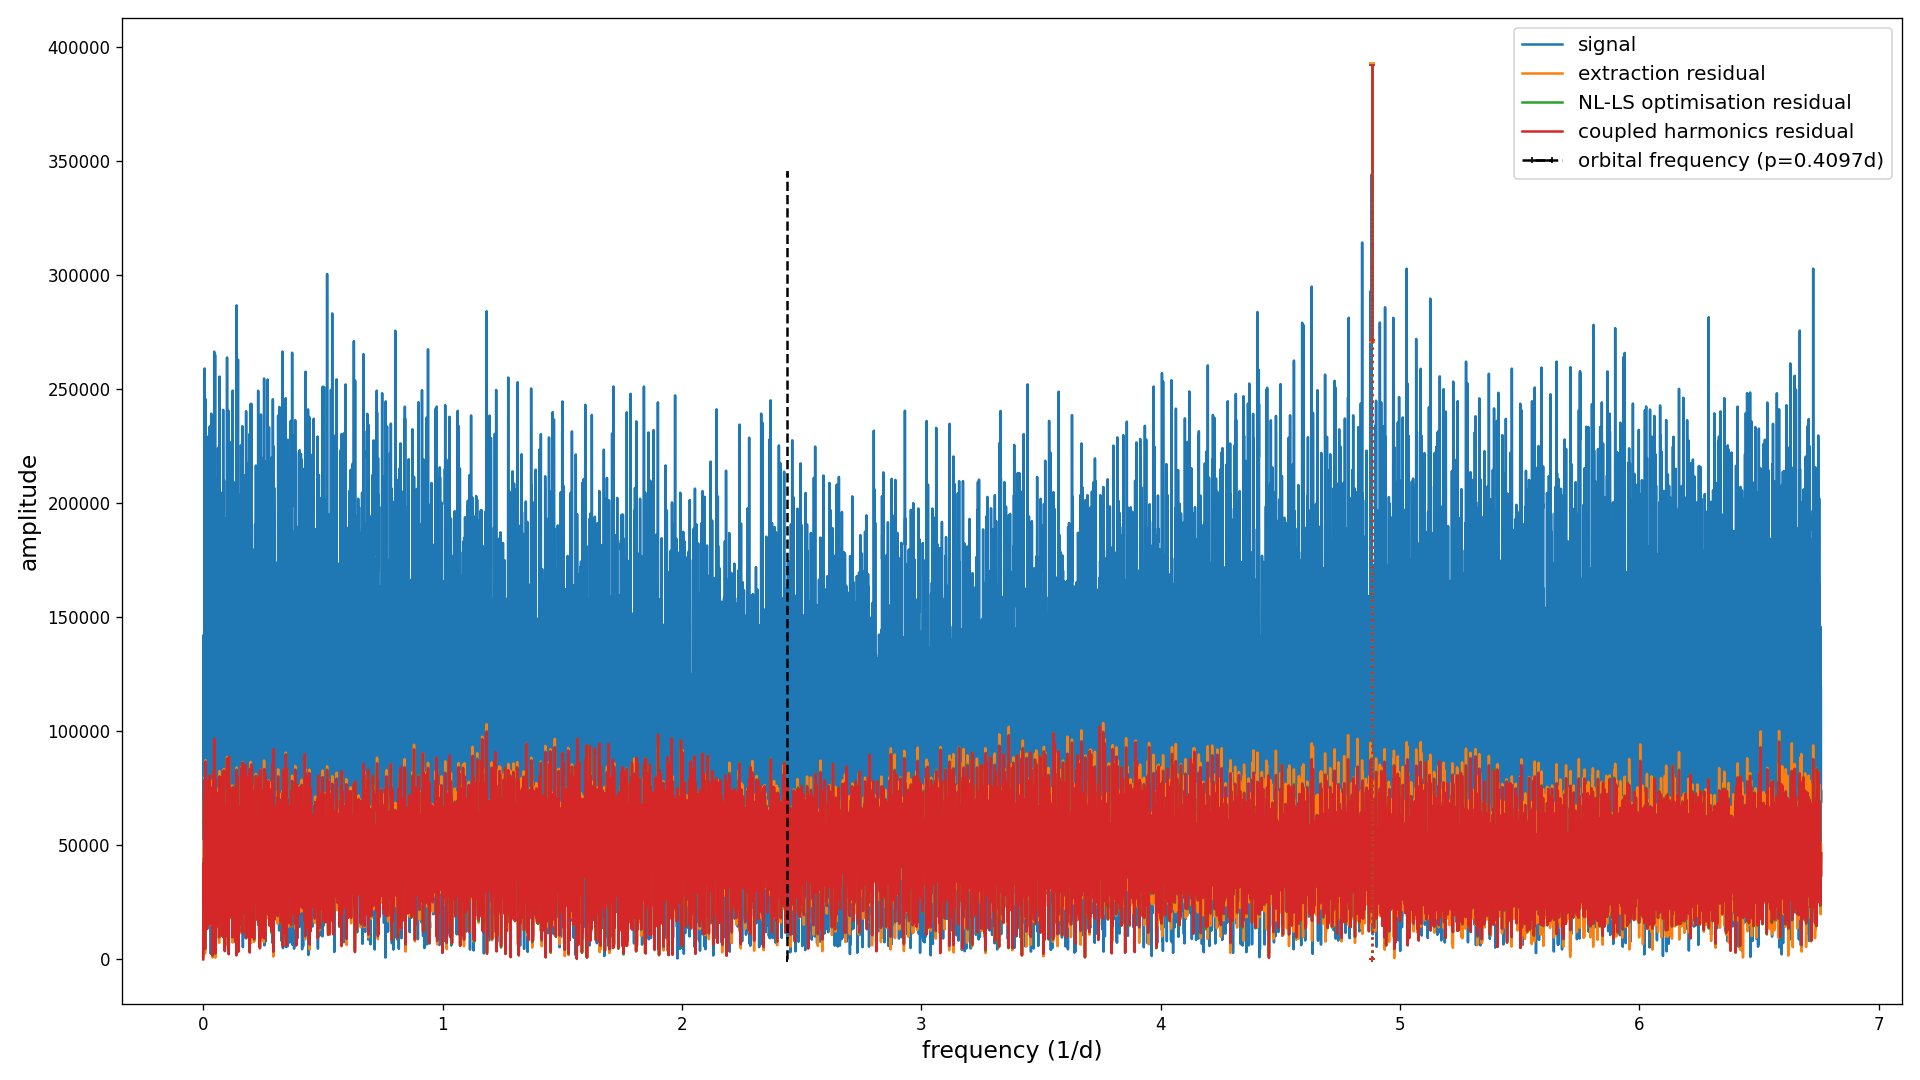 signal
extraction residual
NL-LS optimisation residual
coupled harmonics residual
orbital frequency (p=0.4097d)
400000
350000
300000
250000
200000
150000
100000
50000
0
amplitude
0 1 2 3 4 5 6 7
frequency (1/d)